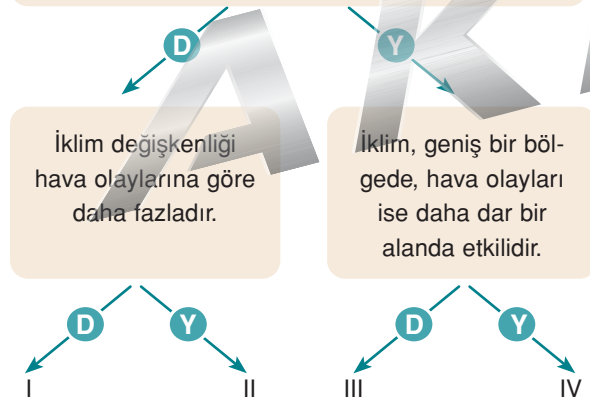 D Y
İklim değişkenliği
hava olaylarına göre
daha fazladır.
İklim, geniş bir böl-
gede, hava olayları
ise daha dar bir
alanda etkilidir.
D Y D Y
I II III IV